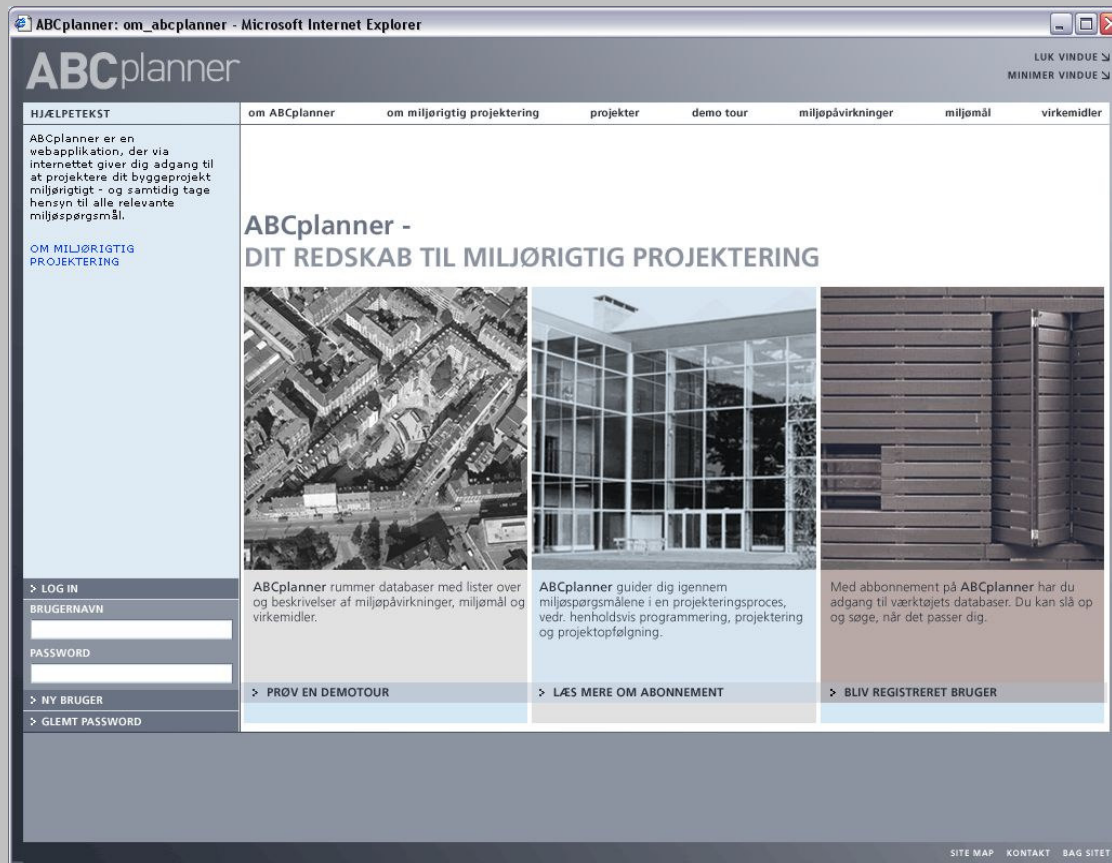 ABCplanner: om_abcplanner - Microsoft Internet Explorer
ABCplanner
LUK VINDUE
MINIMER VINDUE
HJÆLPETEKST
om ABCplanner om miljørigtig projektering projekter demo tour miljøpåvirkninger miljømål virkemidler
ABCplanner er en
webapplikation, der via
internettet giver dig adgang til
at projektere dit byggeprojekt
miljørigtigt - og samtidig tage
hensyn til alle relevante
miljøspørgsmål.
OM MILJØRIGTIG
PROJEKTERING
ABCplanner -
DIT REDSKAB TIL MILJØRIGTIG PROJEKTERING
ABCplanner rummer databaser med lister over
og beskrivelser af miljøpåvirkninger, miljømål og
virkemidler.
> PRØV EN DEMOTOUR
ABCplanner guider dig igennem
miljøspørgsmålene i en projekteringsproces,
vedr. henholdsvis programmering, projektering
og projektopfølgning.
> LÆS MERE OM ABONNEMENT
Med abbonnement på ABCplanner har du
adgang til værktøjets databaser. Du kan slå op
og søge, når det passer dig.
> BLIV REGISTRERET BRUGER
> LOG IN
BRUGERNAVN
PASSWORD
> NY BRUGER
> GLEMT PASSWORD
SITE MAP KONTAKT BAG SITET